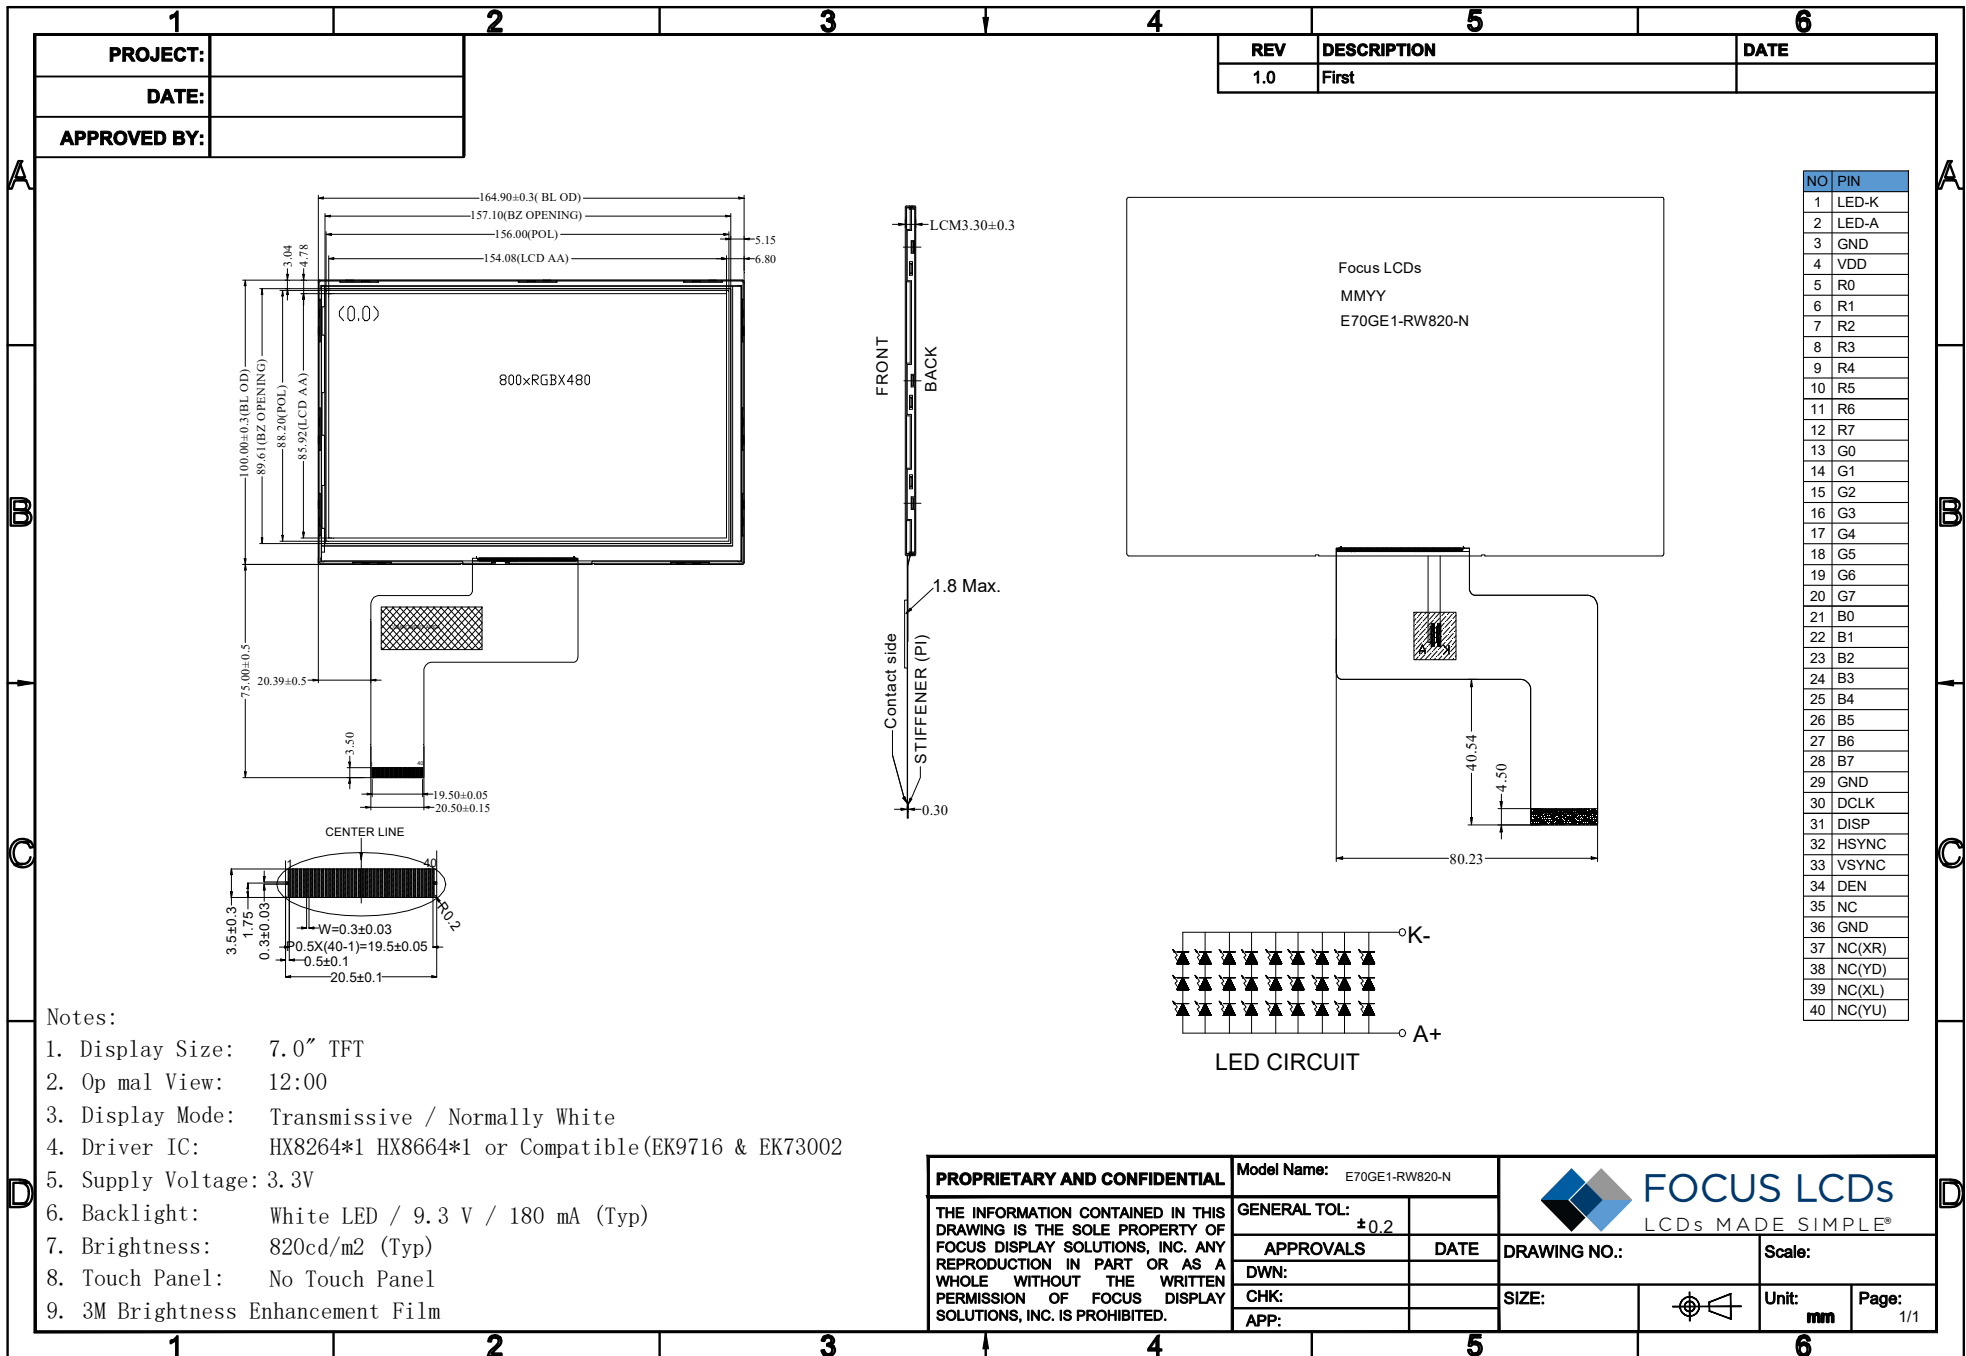 1 2 3 4 5 6
PROJECT:
DATE:
APPROVED BY:
REV DESCRIPTION DATE
1.0 First
A A
B B
C C
D D
164.90±0.3( BL OD)
157.10(BZ OPENING)
156.00(POL)
154.08(LCD AA)
5.15
6.80
3.04
4.78
100.00±0.3(BL OD)
89.61(BZ OPENING)
88.20(POL)
85.92(LCD AA)
(0,0)
800xRGBX480
75.00±0.5
20.39±0.5
3.50
40
19.50±0.05
20.50±0.15
CENTER LINE
1 40
3.5±0.3
1.75
0.3±0.03
R0.2
W=0.3±0.03
P0.5X(40-1)=19.5±0.05
0.5±0.1
20.5±0.1
LCM3.30±0.3
FRONT
BACK
1.8 Max.
Contact side
STIFFENER (PI)
0.30
Focus LCDs
MMYY
E70GE1-RW820-N
A K
40.54
4.50
80.23
K-
A+
LED CIRCUIT
NO PIN
1 LED-K
2 LED-A
3 GND
4 VDD
5 R0
6 R1
7 R2
8 R3
9 R4
10 R5
11 R6
12 R7
13 G0
14 G1
15 G2
16 G3
17 G4
18 G5
19 G6
20 G7
21 B0
22 B1
23 B2
24 B3
25 B4
26 B5
27 B6
28 B7
29 GND
30 DCLK
31 DISP
32 HSYNC
33 VSYNC
34 DEN
35 NC
36 GND
37 NC(XR)
38 NC(YD)
39 NC(XL)
40 NC(YU)
Notes:
1. Display Size: 7.0″ TFT
2. Op mal View: 12:00
3. Display Mode: Transmissive / Normally White
4. Driver IC: HX8264*1 HX8664*1 or Compatible(EK9716 & EK73002
5. Supply Voltage: 3.3V
6. Backlight: White LED / 9.3 V / 180 mA (Typ)
7. Brightness: 820cd/m2 (Typ)
8. Touch Panel: No Touch Panel
9. 3M Brightness Enhancement Film
PROPRIETARY AND CONFIDENTIAL
THE INFORMATION CONTAINED IN THIS
DRAWING IS THE SOLE PROPERTY OF
FOCUS DISPLAY SOLUTIONS, INC. ANY
REPRODUCTION IN PART OR AS A
WHOLE WITHOUT THE WRITTEN
PERMISSION OF FOCUS DISPLAY
SOLUTIONS, INC. IS PROHIBITED.
Model Name: E70GE1-RW820-N
GENERAL TOL:
±0.2
APPROVALS DATE
DWN:
CHK:
APP:
FOCUS LCDs
LCDs MADE SIMPLE®
DRAWING NO.: Scale:
SIZE: Unit: mm Page: 1/1
1 2 3 4 5 6